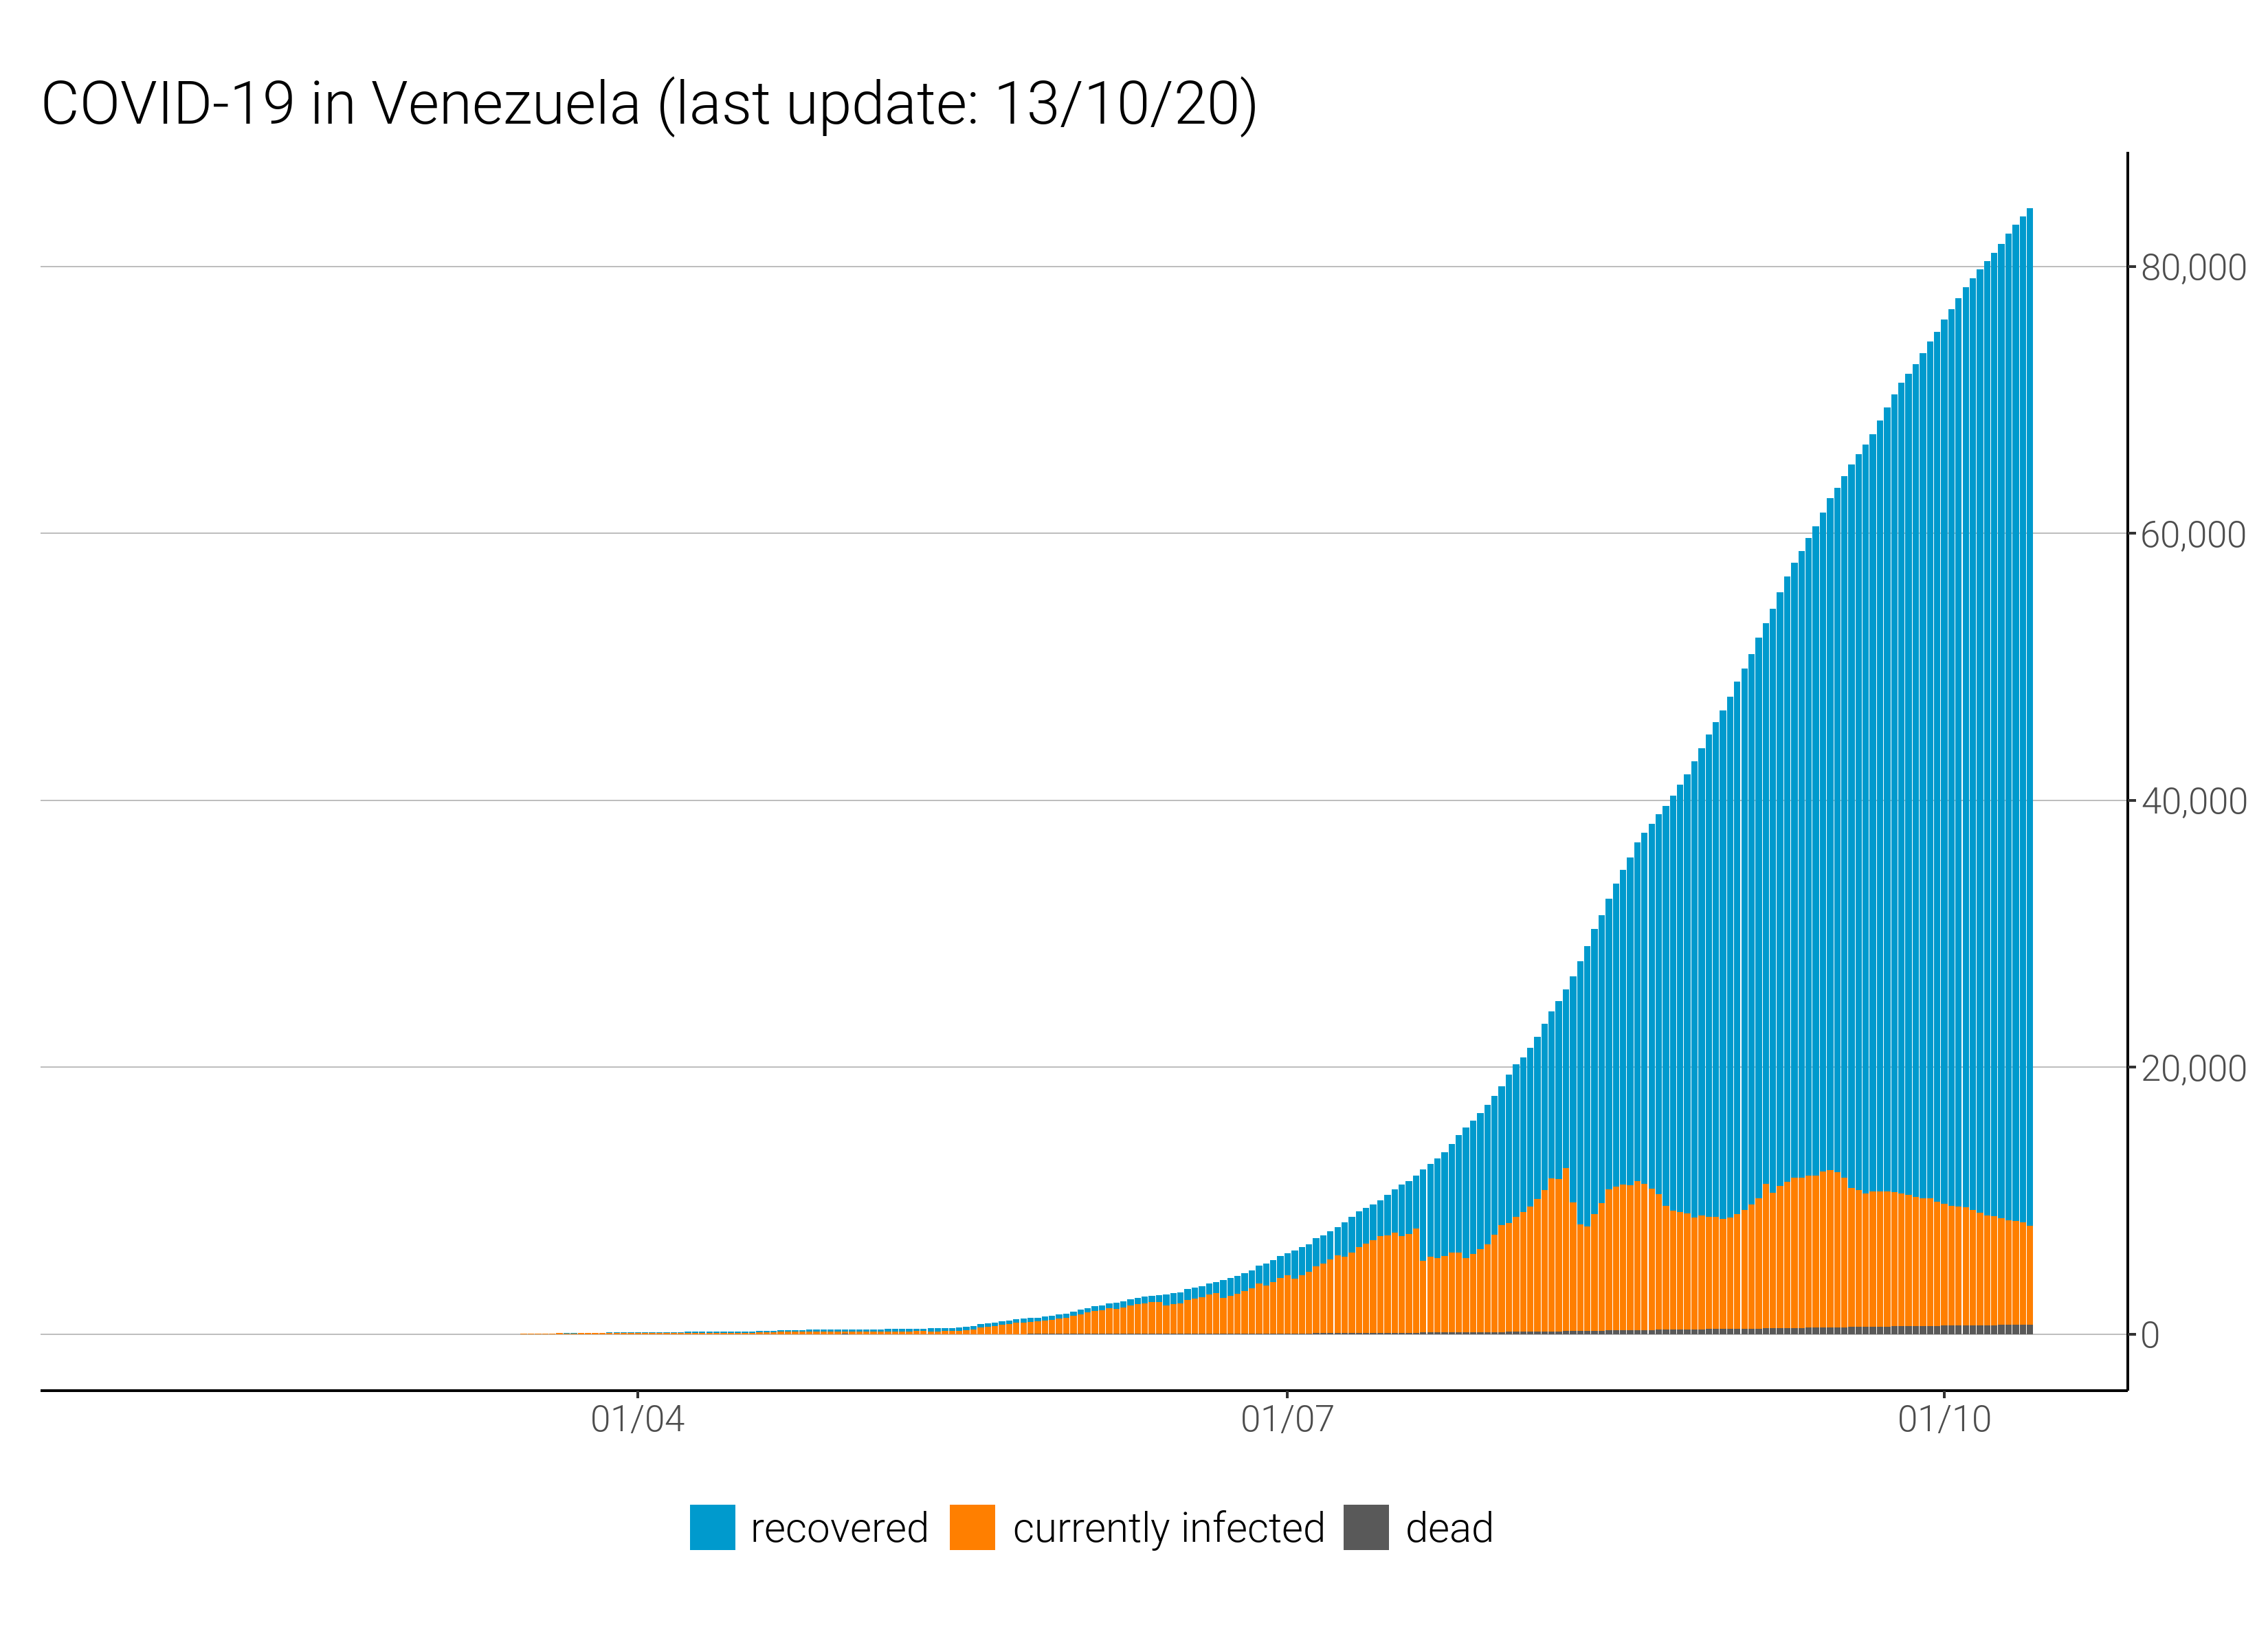 COVID-19 in Venezuela (last update: 13/10/20)
80,000
60,000
40,000
20,000
0
01/04 01/07 01/10
recovered currently infected dead